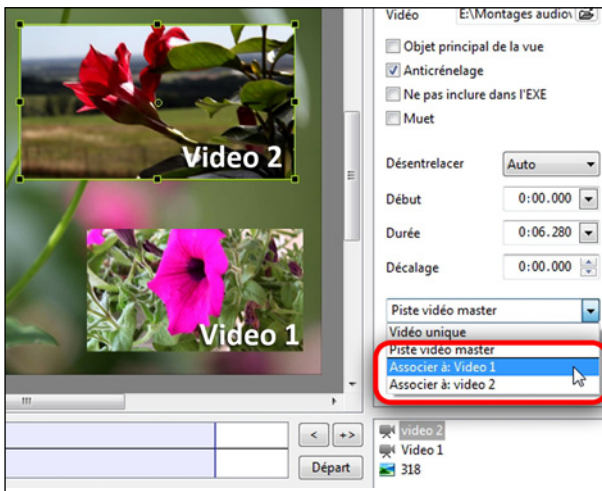 Vidéo E:\Montages audiov
Objet principal de la vue
Anticrénelage
Ne pas inclure dans l'EXE
Muet
Video 2
Désentrelacer Auto
Début 0:00.000
Durée 0:06.280
Décalage 0:00.000
Video 1
Piste vidéo master
Vidéo unique
Piste vidéo master
Associer à: Video 1
Associer à: video 2
< +>
Départ
video 2
Video 1
318